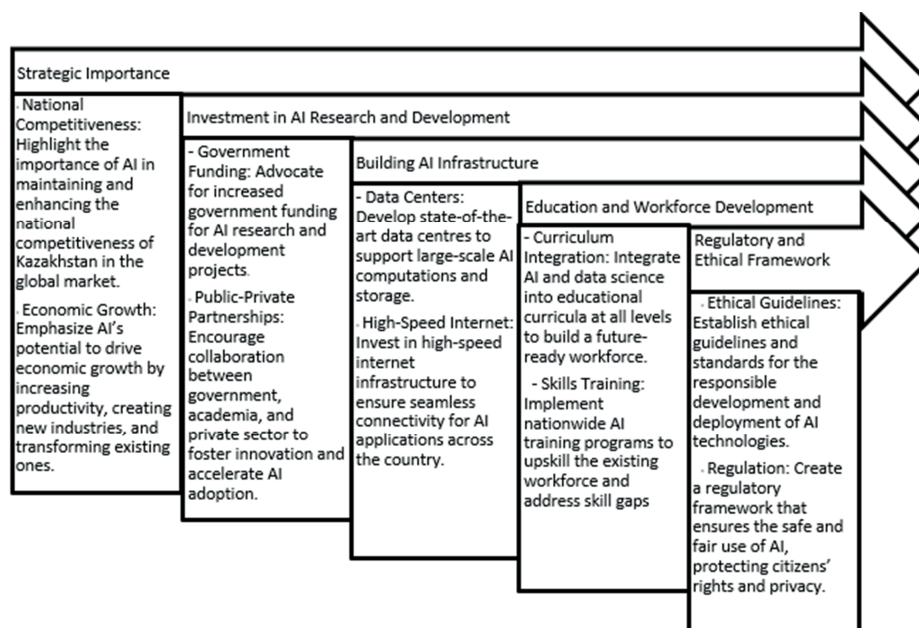 Strategic Importance
· National
Competitiveness:
Highlight the
importance of AI in
maintaining and
enhancing the
national
competitiveness of
Kazakhstan in the
global market.
· Economic Growth:
Emphasize AI's
potential to drive
economic growth by
increasing
productivity, creating
new industries, and
transforming existing
ones.
Investment in AI Research and Development
- Government
Funding: Advocate
for increased
government funding
for AI research and
development
projects.
· Public-Private
Partnerships:
Encourage
collaboration
between
government,
academia, and
private sector to
foster innovation and
accelerate AI
adoption.
Building AI Infrastructure
- Data Centers:
Develop state-of-the-
art data centres to
support large-scale AI
computations and
storage.
· High-Speed Internet:
Invest in high-speed
internet
infrastructure to
ensure seamless
connectivity for AI
applications across
the country.
Education and Workforce Development
- Curriculum
Integration: Integrate
AI and data science
into educational
curricula at all levels
to build a future-
ready workforce.
- Skills Training:
Implement
nationwide AI
training programs to
upskill the existing
workforce and
address skill gaps
Regulatory and
Ethical Framework
· Ethical Guidelines:
Establish ethical
guidelines and
standards for the
responsible
development and
deployment of AI
technologies.
· Regulation: Create
a regulatory
framework that
ensures the safe and
fair use of AI,
protecting citizens'
rights and privacy.